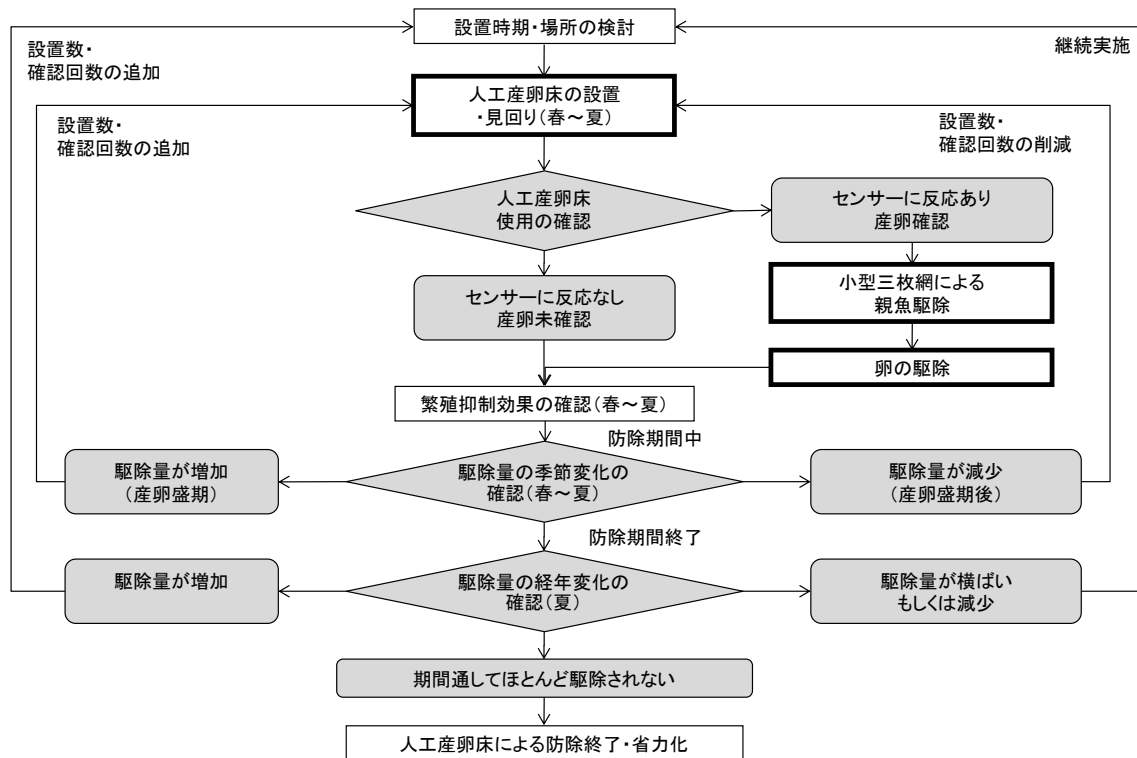 設置時期・場所の検討
設置数・
確認回数の追加
継続実施
人工産卵床の設置
・見回り(春～夏)
設置数・
確認回数の追加
設置数・
確認回数の削減
人工産卵床
使用の確認
センサーに反応あり
産卵確認
センサーに反応なし
産卵未確認
小型三枚網による
親魚駆除
卵の駆除
繁殖抑制効果の確認(春～夏)
防除期間中
駆除量が増加
(産卵盛期)
駆除量の季節変化の
確認(春～夏)
駆除量が減少
(産卵盛期後)
防除期間終了
駆除量が増加
駆除量の経年変化の
確認(夏)
駆除量が横ばい
もしくは減少
期間通してほとんど駆除されない
人工産卵床による防除終了・省力化